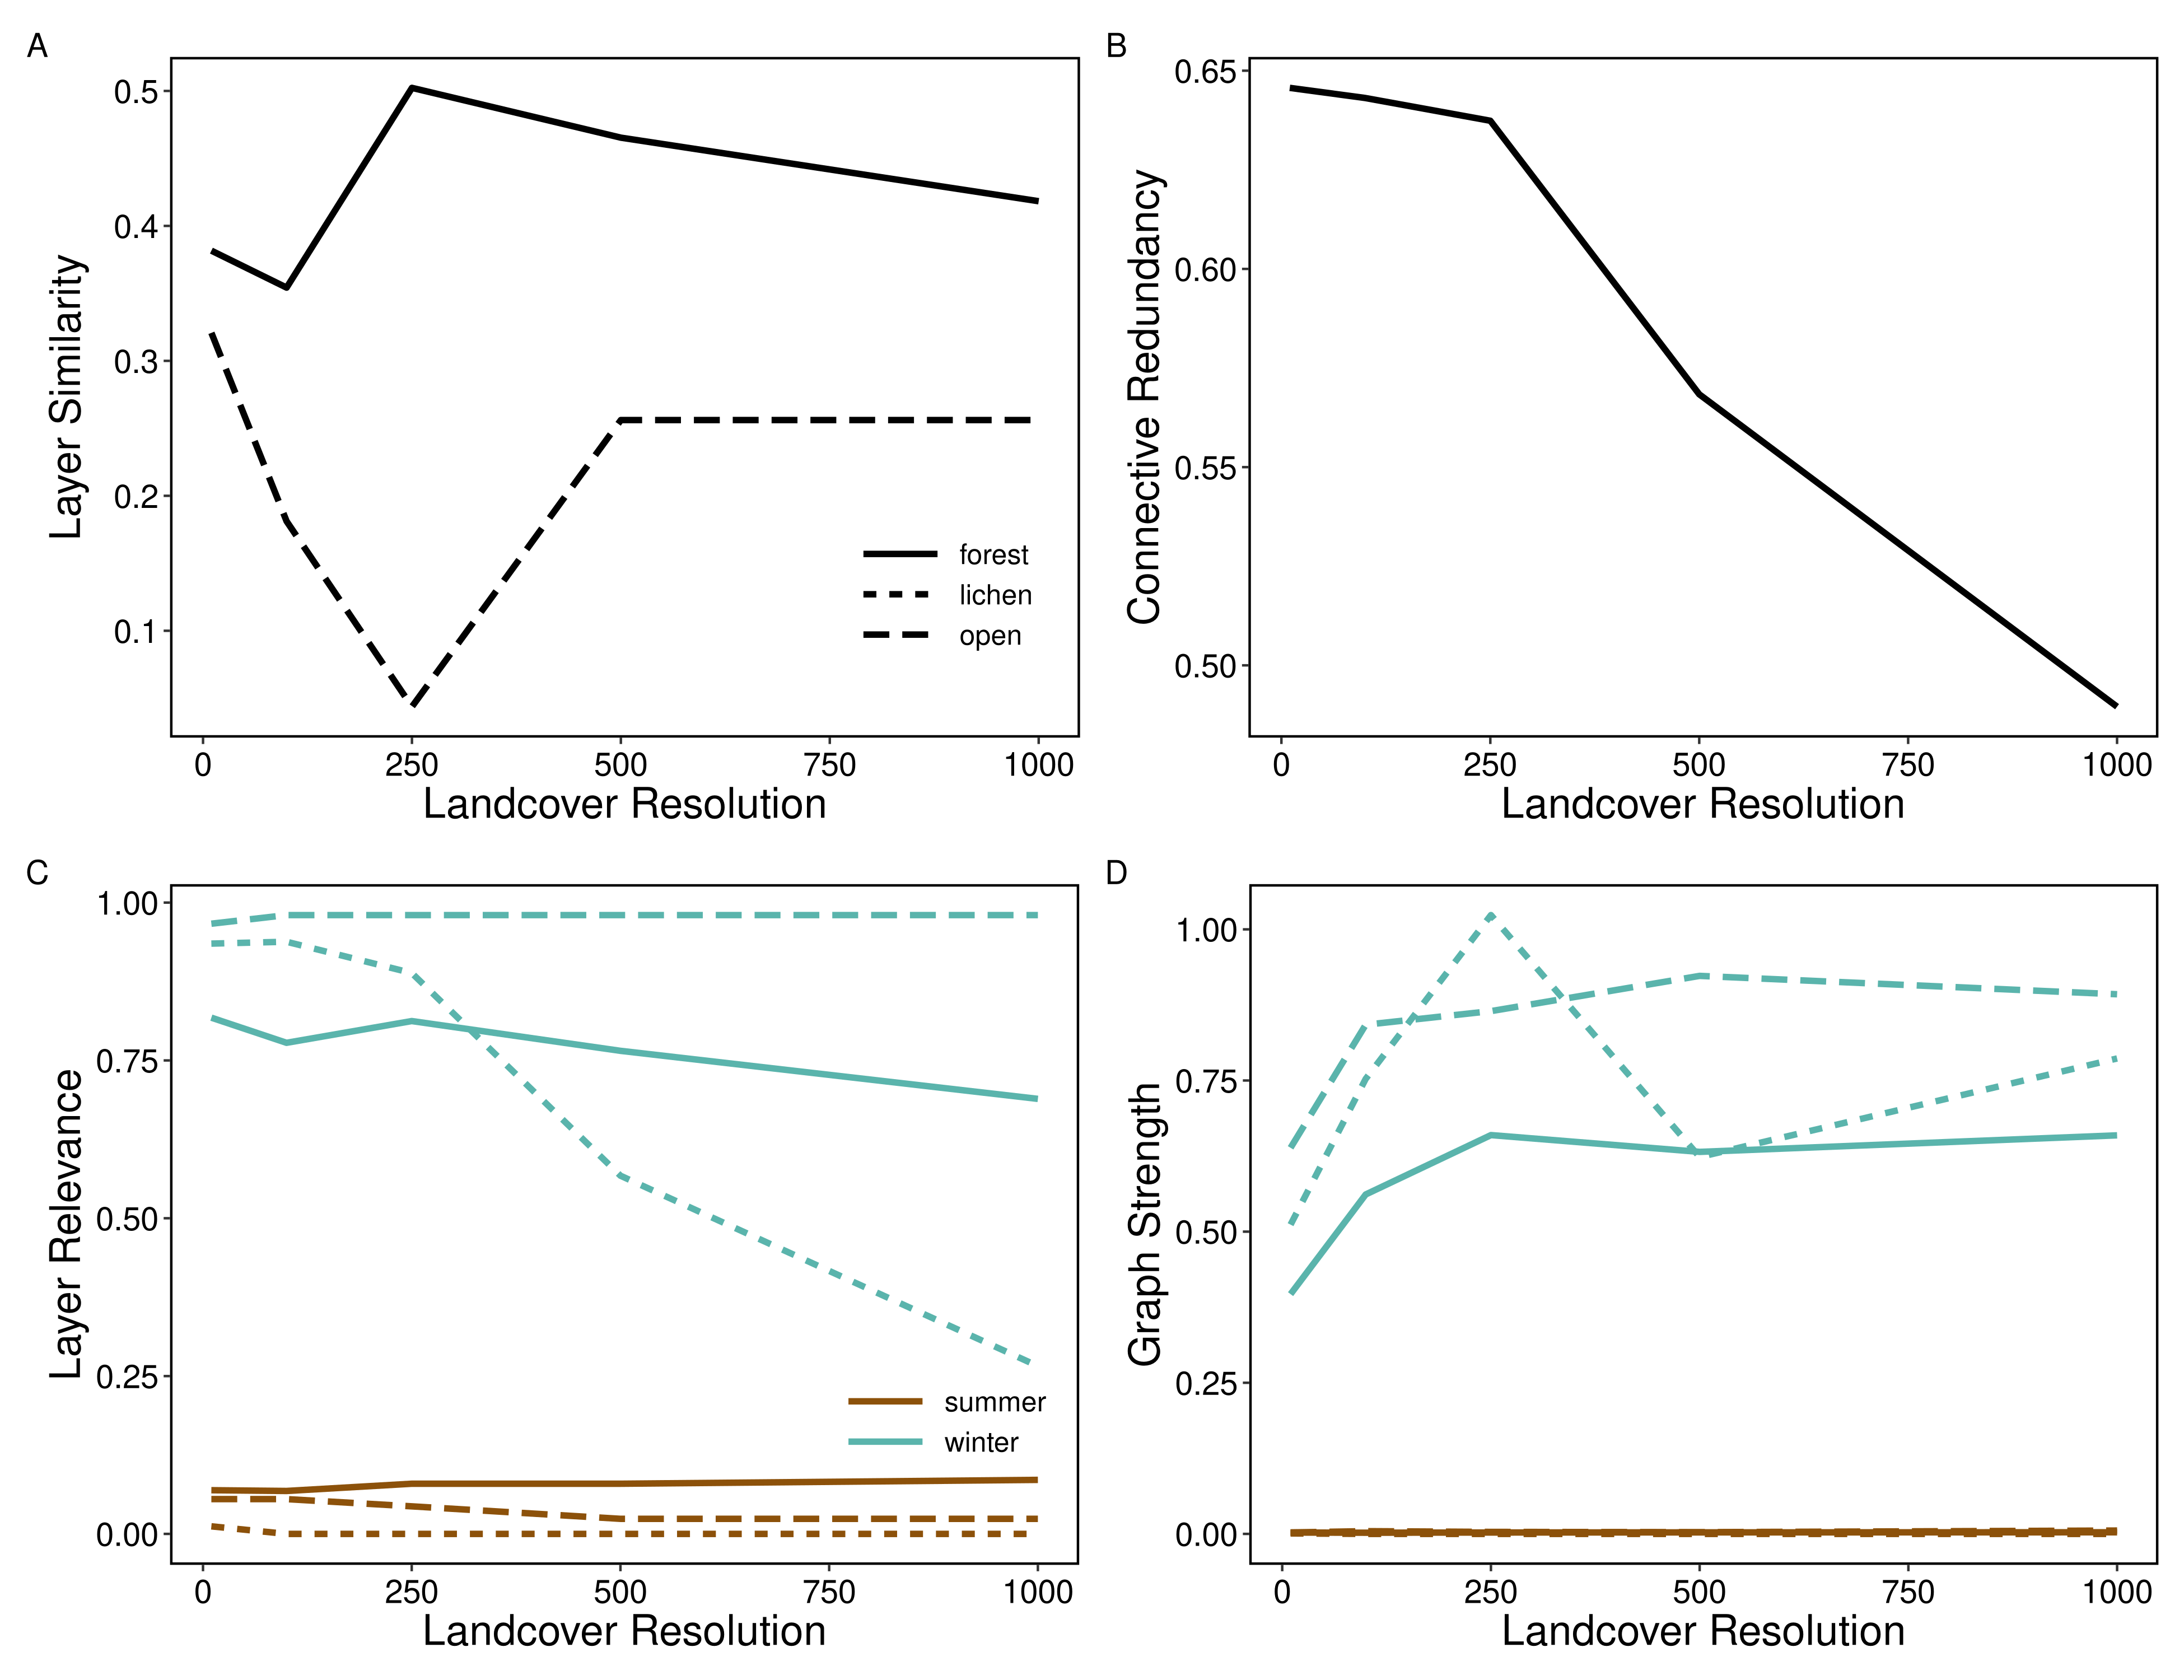 A
Layer Similarity
0.5
0.4
0.3
0.2
0.1
forest
lichen
open
0 250 500 750 1000
Landcover Resolution
B
Connective Redundancy
0.65
0.60
0.55
0.50
0 250 500 750 1000
Landcover Resolution
C
Layer Relevance
1.00
0.75
0.50
0.25
0.00
summer
winter
0 250 500 750 1000
Landcover Resolution
D
Graph Strength
1.00
0.75
0.50
0.25
0.00
0 250 500 750 1000
Landcover Resolution